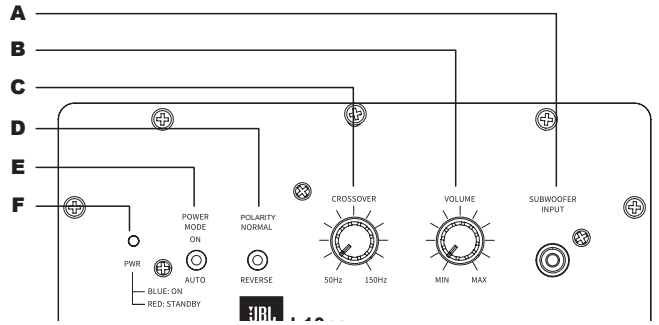 A
B
C
D
E
F
CROSSOVER
VOLUME
SUBWOOFER
INPUT
POWER
MODE
ON
POLARITY
NORMAL
PWR
AUTO
REVERSE
50Hz
150Hz
MIN
MAX
BLUE: ON
RED: STANDBY
JBL